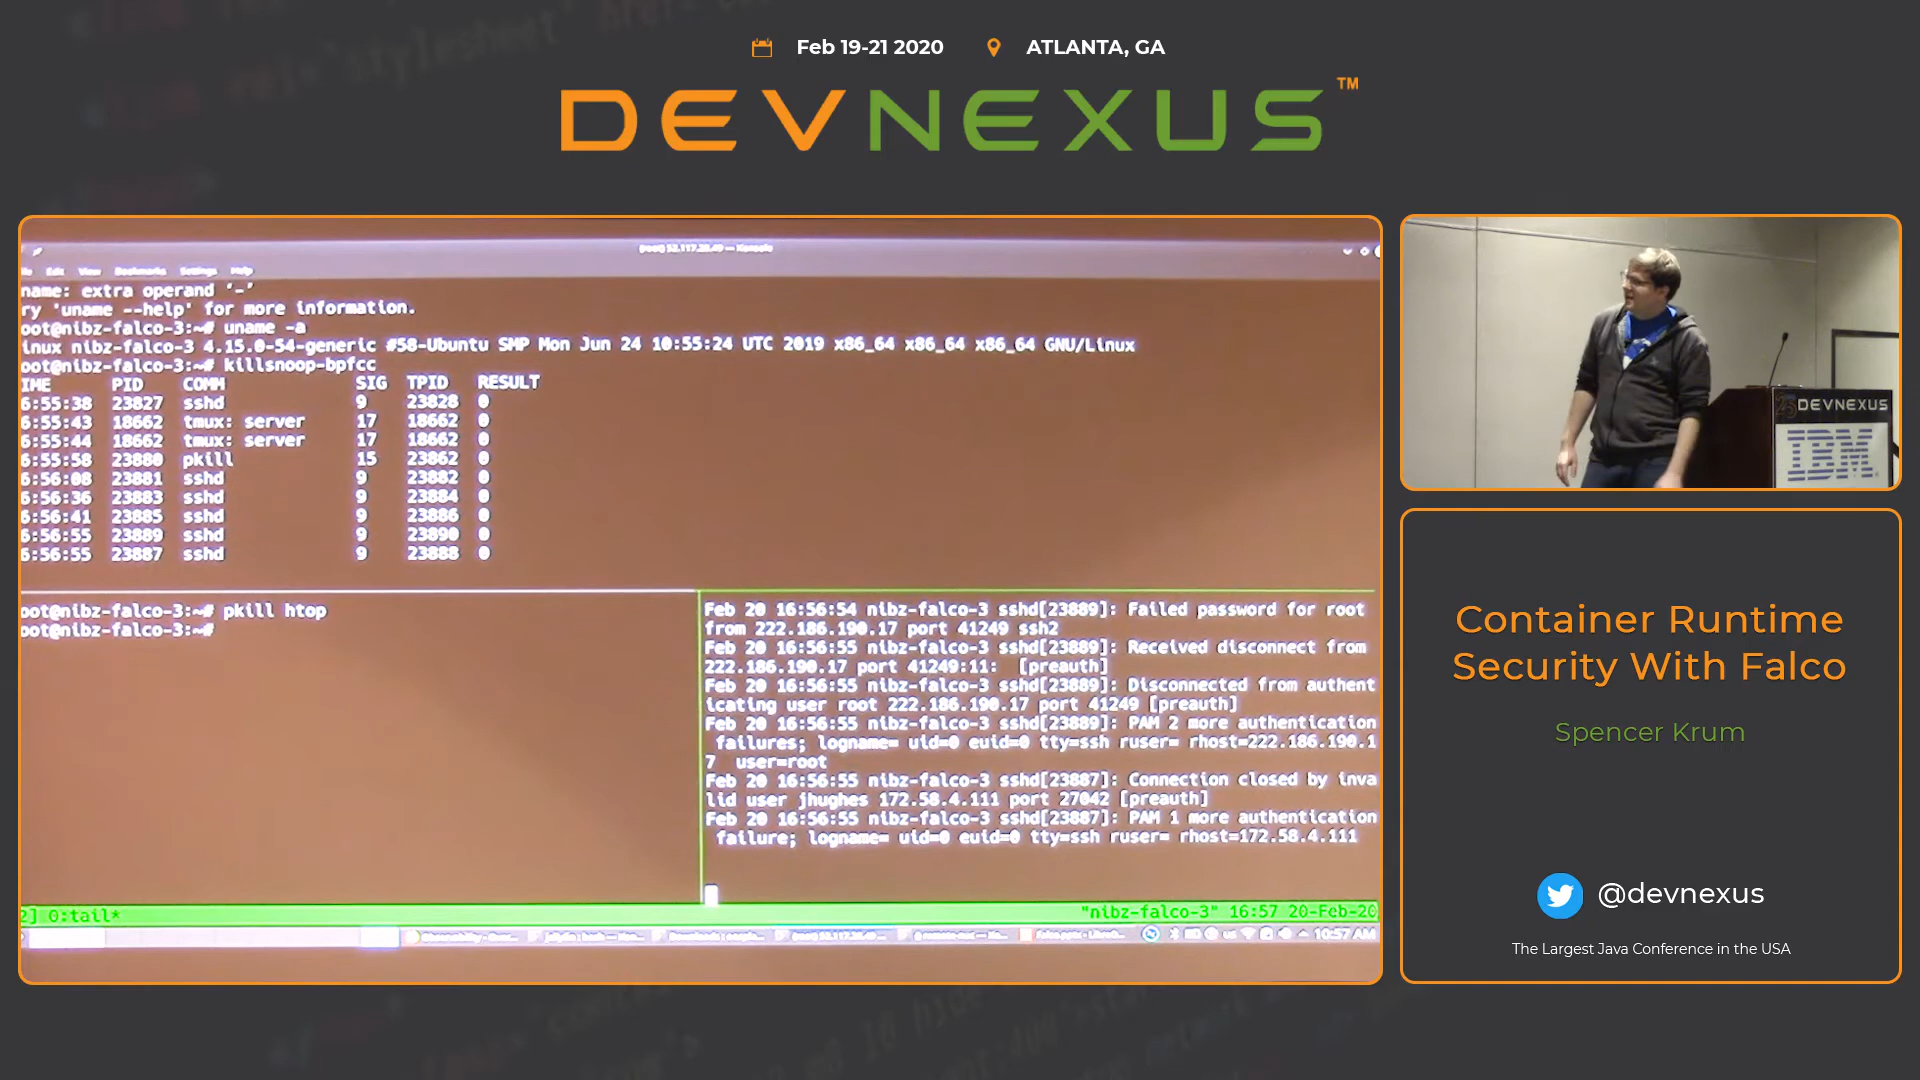 Feb 19-21 2020 ATLANTA, GA
DEVNEXUS™
File Edit View Bookmarks Settings Help
name: extra operand ‘-’
ry 'uname --help' for more information.
oot@nibz-falco-3:~# uname -a
inux nibz-falco-3 4.15.0-54-generic #58-Ubuntu SMP Mon Jun 24 10:55:24 UTC 2019 x86_64 x86_64 x86_64 GNU/Linux
oot@nibz-falco-3:~# killsnoop-bpfcc
IME PID COMM SIG TPID RESULT
6:55:38 23827 sshd 9 23828 0
6:55:43 18662 tmux: server 17 18662 0
6:55:44 18662 tmux: server 17 18662 0
6:55:58 23880 pkill 15 23862 0
6:56:08 23881 sshd 9 23882 0
6:56:36 23883 sshd 9 23884 0
6:56:41 23885 sshd 9 23886 0
6:56:55 23889 sshd 9 23890 0
6:56:55 23887 sshd 9 23888 0
oot@nibz-falco-3:~# pkill htop
oot@nibz-falco-3:~#
Feb 20 16:56:54 nibz-falco-3 sshd[23889]: Failed password for root
from 222.186.190.17 port 41249 ssh2
Feb 20 16:56:55 nibz-falco-3 sshd[23889]: Received disconnect from
222.186.190.17 port 41249:11: [preauth]
Feb 20 16:56:55 nibz-falco-3 sshd[23889]: Disconnected from authent
icating user root 222.186.190.17 port 41249 [preauth]
Feb 20 16:56:55 nibz-falco-3 sshd[23889]: PAM 2 more authentication
failures; logname= uid=0 euid=0 tty=ssh ruser= rhost=222.186.190.1
7 user=root
Feb 20 16:56:55 nibz-falco-3 sshd[23887]: Connection closed by inva
lid user jhughes 172.58.4.111 port 27042 [preauth]
Feb 20 16:56:55 nibz-falco-3 sshd[23887]: PAM 1 more authentication
failure; logname= uid=0 euid=0 tty=ssh ruser= rhost=172.58.4.111
2] 0:tail* "nibz-falco-3" 16:57 20-Feb-20
10:57 AM
DEVNEXUS
IBM
Container Runtime
Security With Falco
Spencer Krum
@devnexus
The Largest Java Conference in the USA